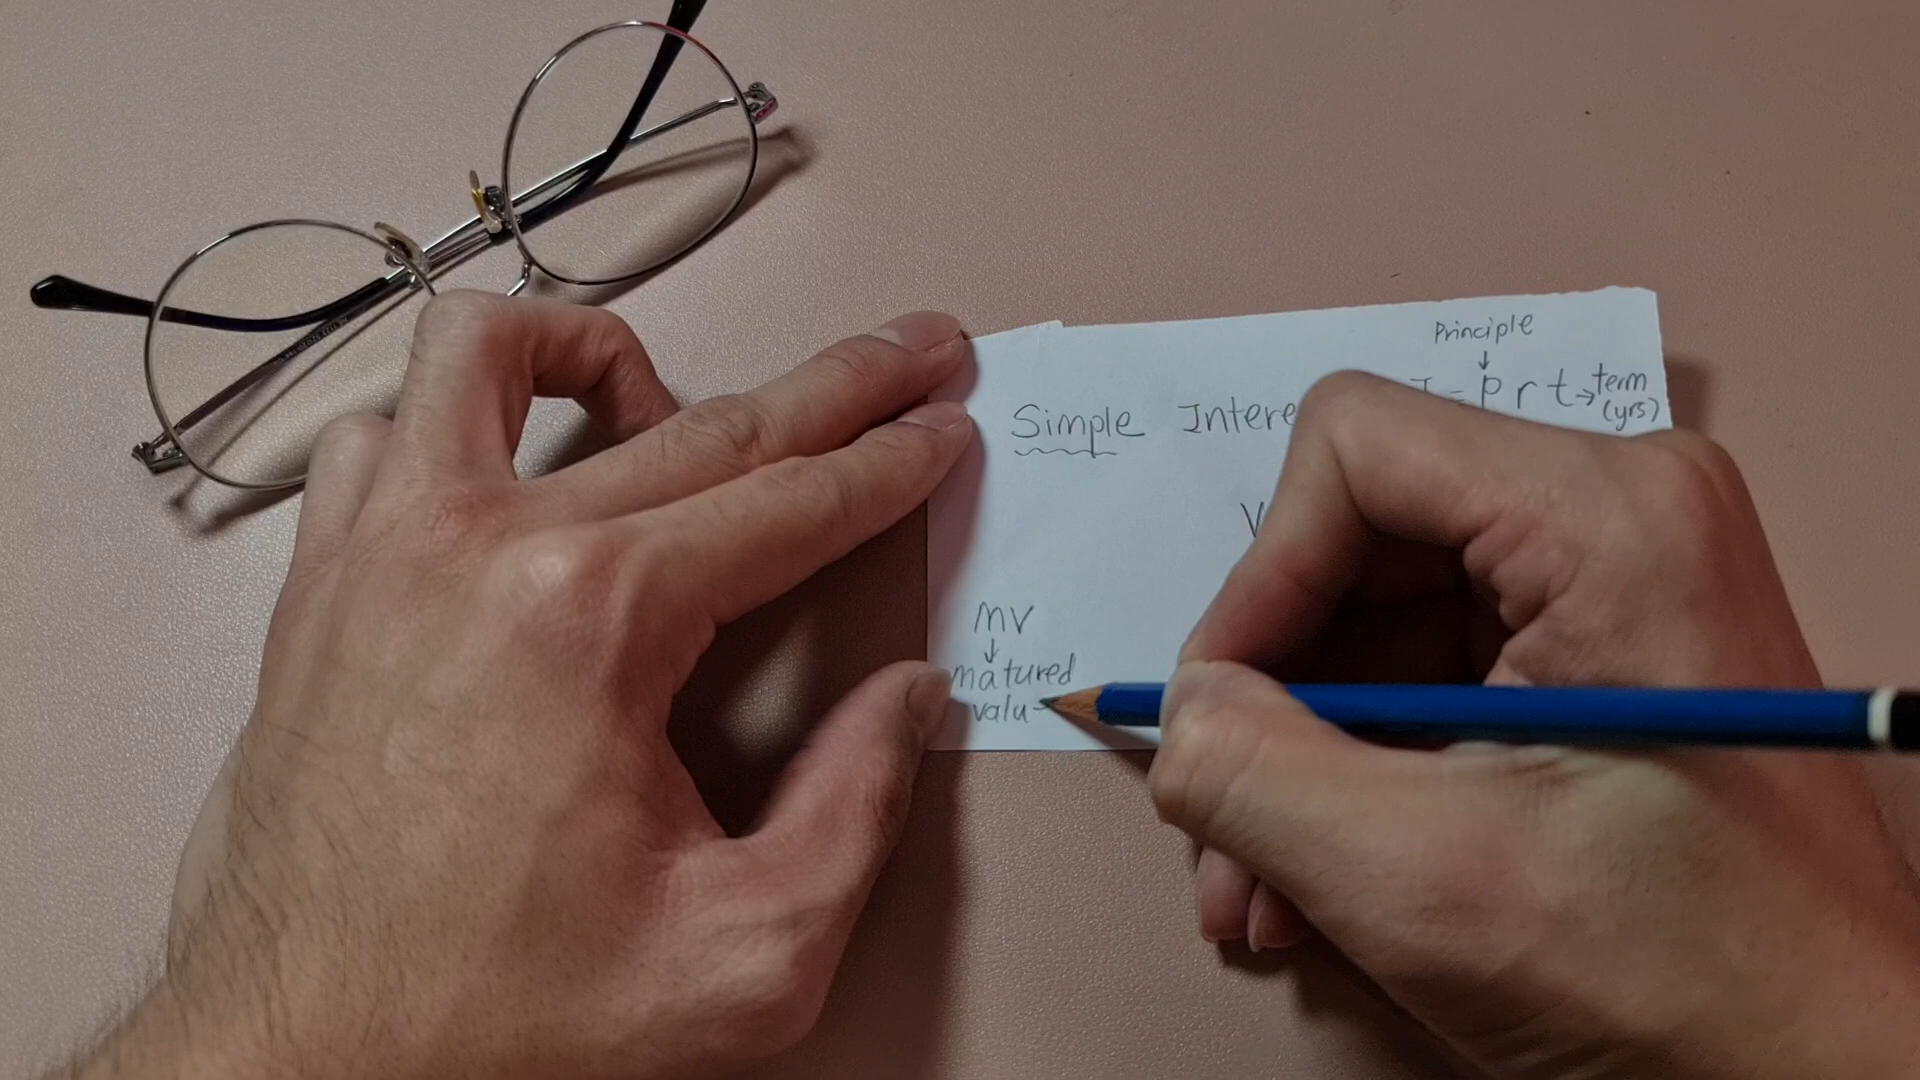 Principle
↓
Simple Intere I = p r t → term
(yrs)
MV
↓
matured
valu